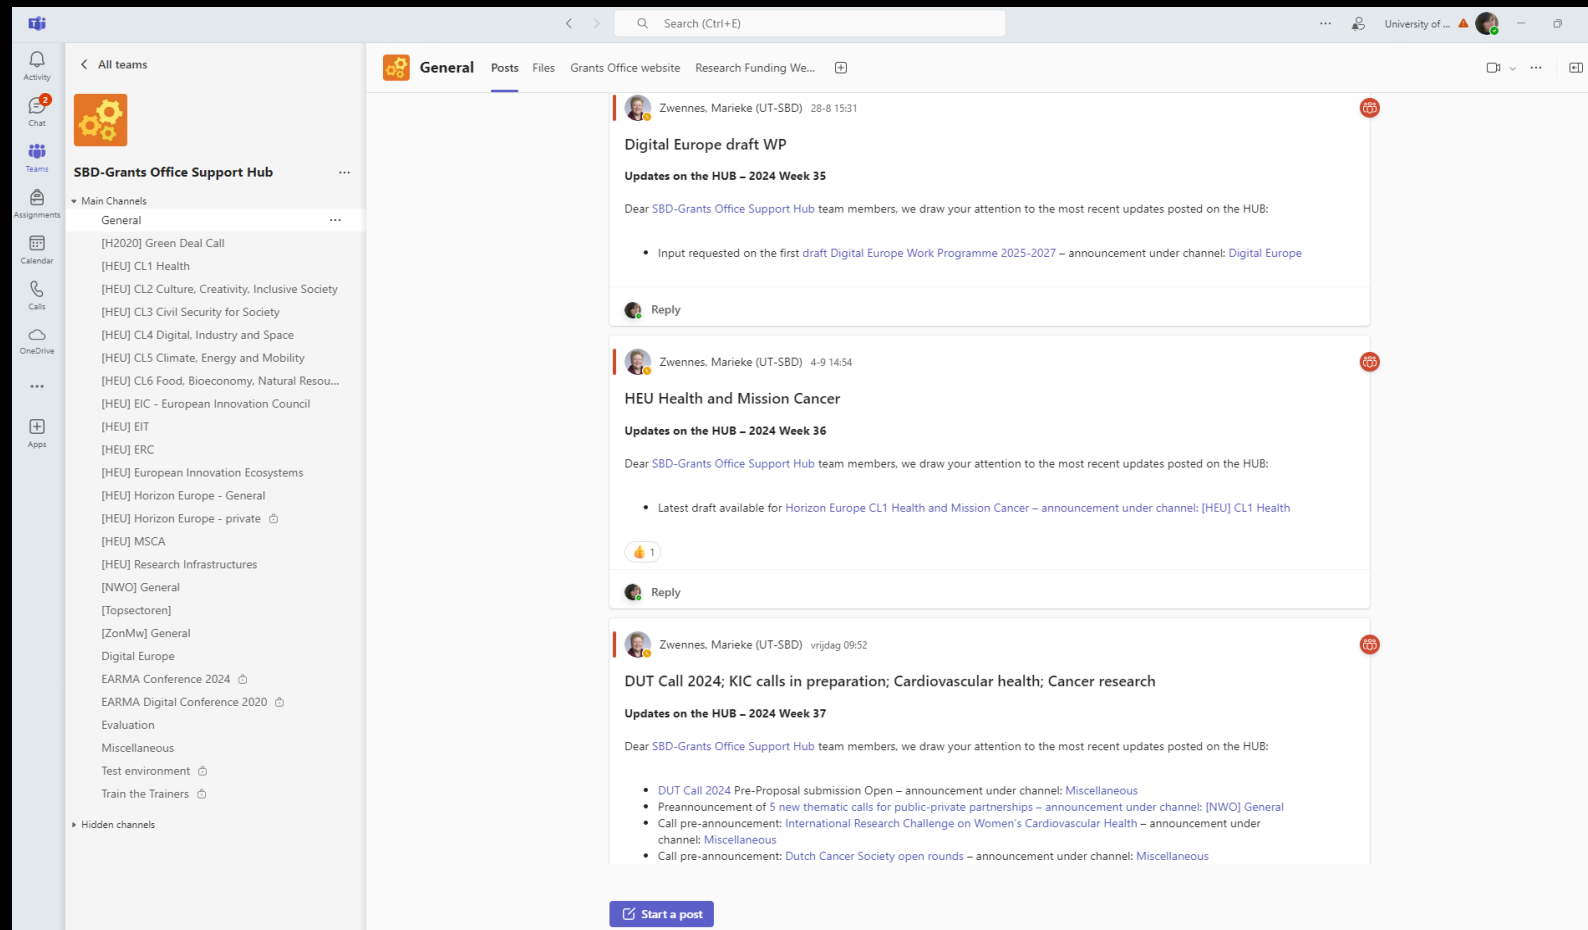 Search (Ctrl+E)
University of ...
Activity
2
Chat
Teams
Assignments
Calendar
Calls
OneDrive
Apps
All teams
SBD-Grants Office Support Hub
Main Channels
General
[H2020] Green Deal Call
[HEU] CL1 Health
[HEU] CL2 Culture, Creativity, Inclusive Society
[HEU] CL3 Civil Security for Society
[HEU] CL4 Digital, Industry and Space
[HEU] CL5 Climate, Energy and Mobility
[HEU] CL6 Food, Bioeconomy, Natural Resou...
[HEU] EIC - European Innovation Council
[HEU] EIT
[HEU] ERC
[HEU] European Innovation Ecosystems
[HEU] Horizon Europe - General
[HEU] Horizon Europe - private
[HEU] MSCA
[HEU] Research Infrastructures
[NWO] General
[Topsectoren]
[ZonMw] General
Digital Europe
EARMA Conference 2024
EARMA Digital Conference 2020
Evaluation
Miscellaneous
Test environment
Train the Trainers
Hidden channels
General Posts Files Grants Office website Research Funding We...
Zwennes, Marieke (UT-SBD) 28-8 15:31
Digital Europe draft WP
Updates on the HUB – 2024 Week 35
Dear SBD-Grants Office Support Hub team members, we draw your attention to the most recent updates posted on the HUB:
• Input requested on the first draft Digital Europe Work Programme 2025-2027 – announcement under channel: Digital Europe
Reply
Zwennes, Marieke (UT-SBD) 4-9 14:54
HEU Health and Mission Cancer
Updates on the HUB – 2024 Week 36
Dear SBD-Grants Office Support Hub team members, we draw your attention to the most recent updates posted on the HUB:
• Latest draft available for Horizon Europe CL1 Health and Mission Cancer – announcement under channel: [HEU] CL1 Health
👍 1
Reply
Zwennes, Marieke (UT-SBD) vrijdag 09:52
DUT Call 2024; KIC calls in preparation; Cardiovascular health; Cancer research
Updates on the HUB – 2024 Week 37
Dear SBD-Grants Office Support Hub team members, we draw your attention to the most recent updates posted on the HUB:
• DUT Call 2024 Pre-Proposal submission Open – announcement under channel: Miscellaneous
• Preannouncement of 5 new thematic calls for public-private partnerships – announcement under channel: [NWO] General
• Call pre-announcement: International Research Challenge on Women's Cardiovascular Health – announcement under
channel: Miscellaneous
• Call pre-announcement: Dutch Cancer Society open rounds – announcement under channel: Miscellaneous
Start a post